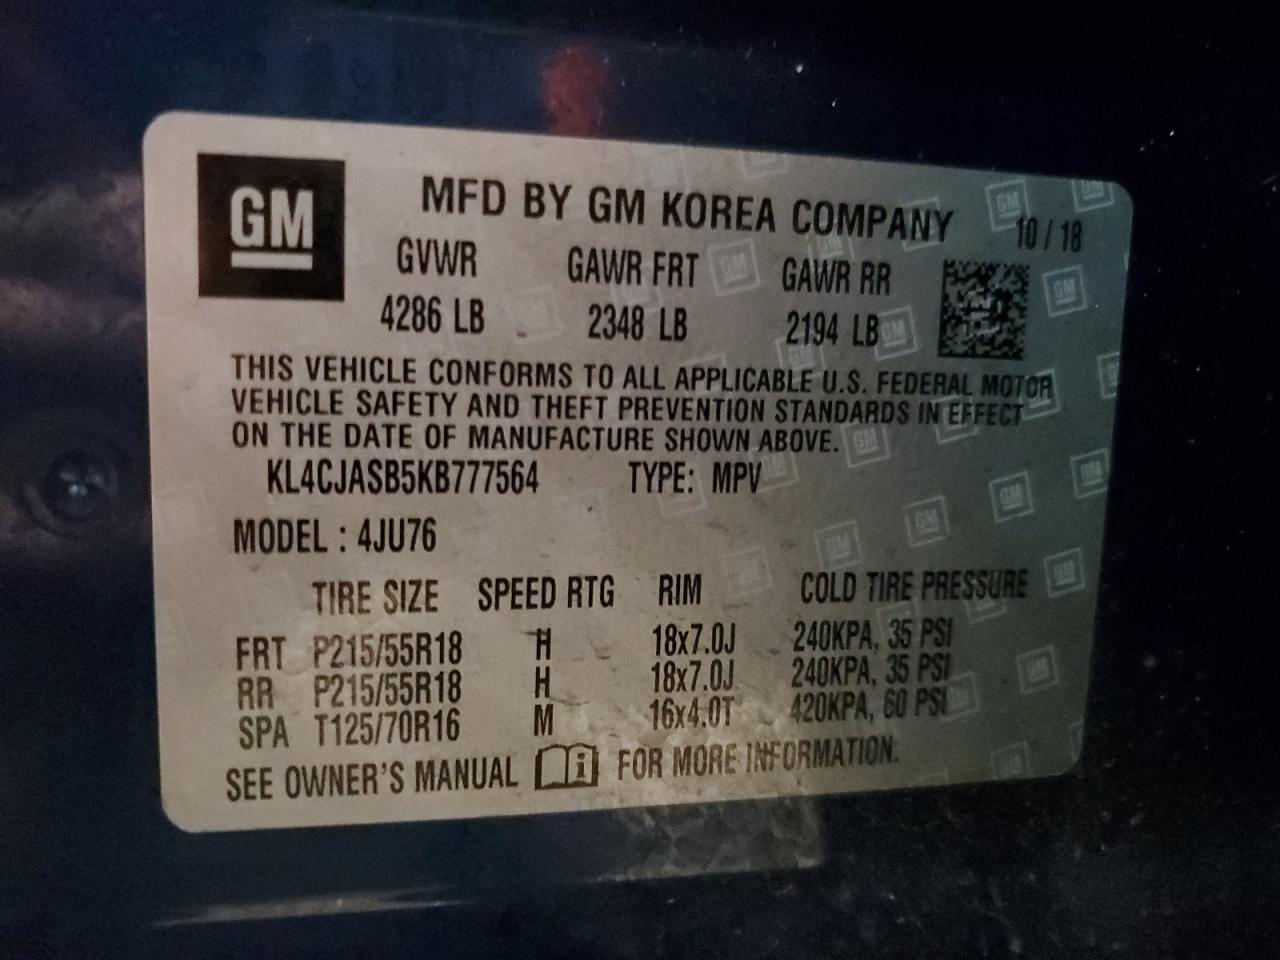 GM
MFD BY GM KOREA COMPANY 10 / 18
GVWR GAWR FRT GAWR RR
4286 LB 2348 LB 2194 LB
THIS VEHICLE CONFORMS TO ALL APPLICABLE U.S. FEDERAL MOTOR
VEHICLE SAFETY AND THEFT PREVENTION STANDARDS IN EFFECT
ON THE DATE OF MANUFACTURE SHOWN ABOVE.
KL4CJASB5KB777564 TYPE: MPV
MODEL : 4JU76
TIRE SIZE SPEED RTG RIM COLD TIRE PRESSURE
FRT P215/55R18 H 18x7.0J 240KPA, 35 PSI
RR P215/55R18 H 18x7.0J 240KPA, 35 PSI
SPA T125/70R16 M 16x4.0T 420KPA, 60 PSI
SEE OWNER'S MANUAL FOR MORE INFORMATION.